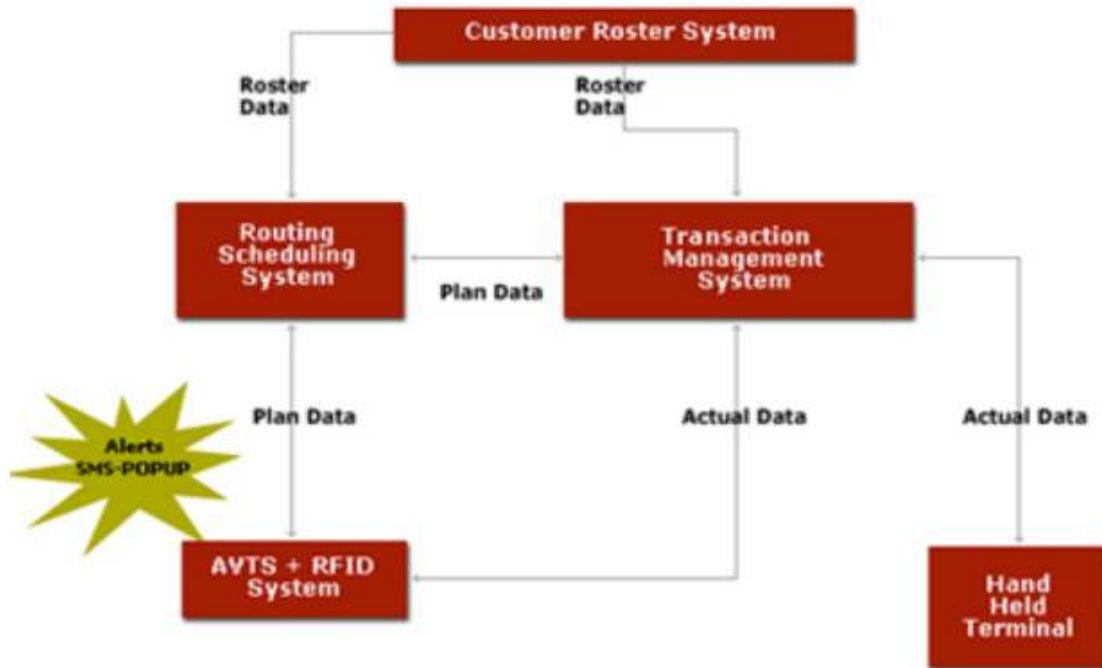 Customer Roster System
Roster
Data
Roster
Data
Routing
Scheduling
System
Transaction
Management
System
Plan Data
Plan Data
Actual Data
Actual Data
Alerts
SMS-POPUP
AVTS + RFID
System
Hand
Held
Terminal